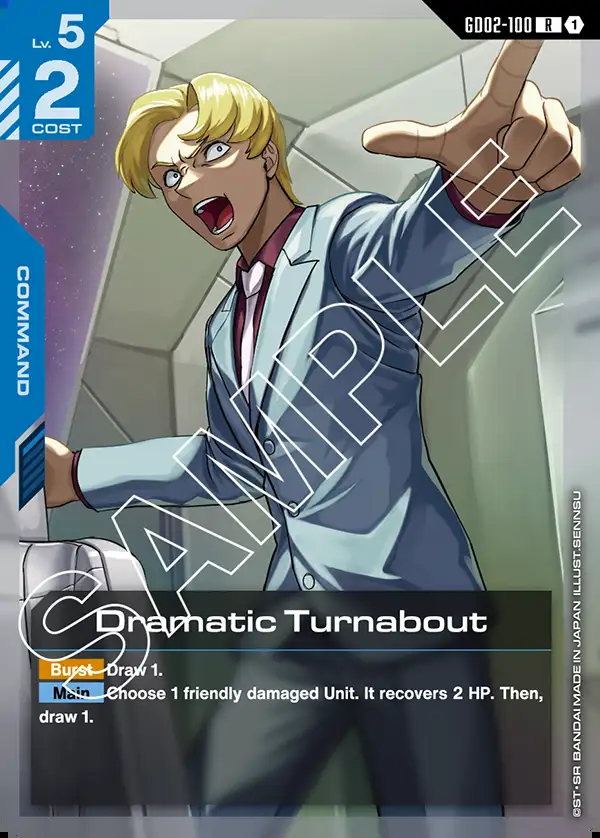 Lv. 5
2
COST
GD02-100 R 1
COMMAND
SAMPLE
Dramatic Turnabout
Burst Draw 1.
Main Choose 1 friendly damaged Unit. It recovers 2 HP. Then,
draw 1.
©ST•SR BANDAI MADE IN JAPAN ILLUST.SENNSU